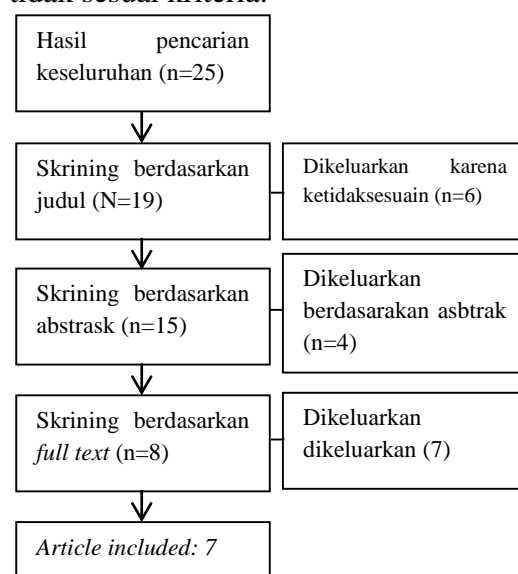 tidak sesuai kriteria.
Hasil pencarian
keseluruhan (n=25)
Skrining berdasarkan
judul (N=19)
Dikeluarkan karena
ketidaksesuain (n=6)
Skrining berdasarkan
abstrask (n=15)
Dikeluarkan
berdasarakan asbtrak
(n=4)
Skrining berdasarkan
full text (n=8)
Dikeluarkan
dikeluarkan (7)
Article included: 7